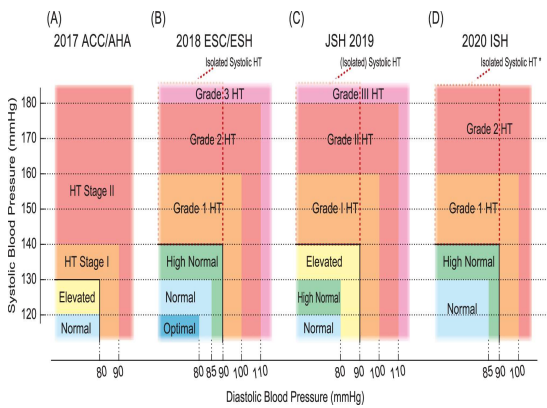 (A)
2017 ACC/AHA
(B)
2018 ESC/ESH
(C)
JSH 2019
(D)
2020 ISH
Isolated Systolic HT
(Isolated) Systolic HT
Isolated Systolic HT *
Systolic Blood Pressure (mmHg)
180
170
160
150
140
130
120
HT Stage II
HT Stage I
Elevated
Normal
80
90
Grade 3 HT
Grade 2 HT
Grade 1 HT
High Normal
Normal
Optimal
80
85
90
100
110
Grade III HT
Grade II HT
Grade I HT
Elevated
High Normal
Normal
80
90
100
110
Grade 2 HT
Grade 1 HT
High Normal
Normal
85
90
100
Diastolic Blood Pressure (mmHg)